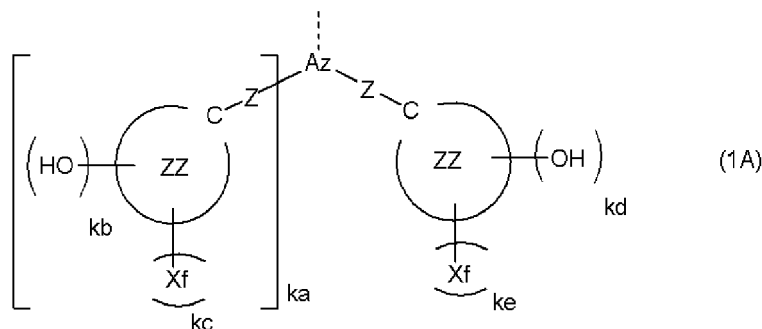 Az
Z Z
C C
(HO) ZZ ZZ (OH) (1A)
kb kd
Xf Xf
kc ka ke